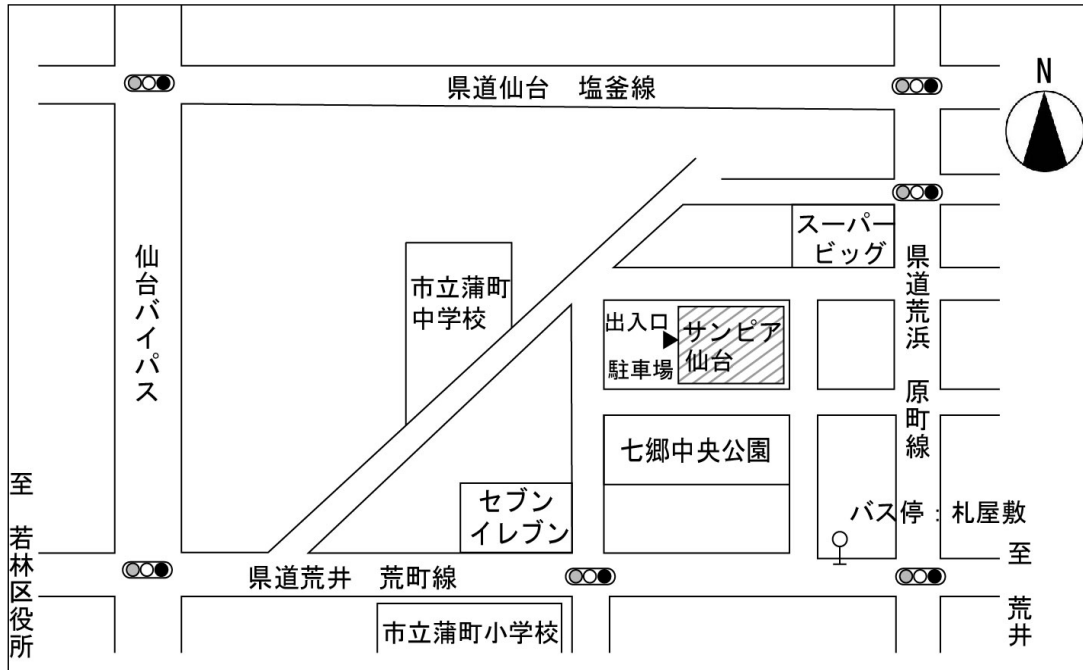 県道仙台　塩釜線
N
スーパー
ビッグ
仙台バイパス
市立蒲町
中学校
県道荒浜　原町線
出入口
サンピア
仙台
駐車場
七郷中央公園
セブン
イレブン
バス停：札屋敷
至　若林区役所
県道荒井　荒町線
至　荒井
市立蒲町小学校